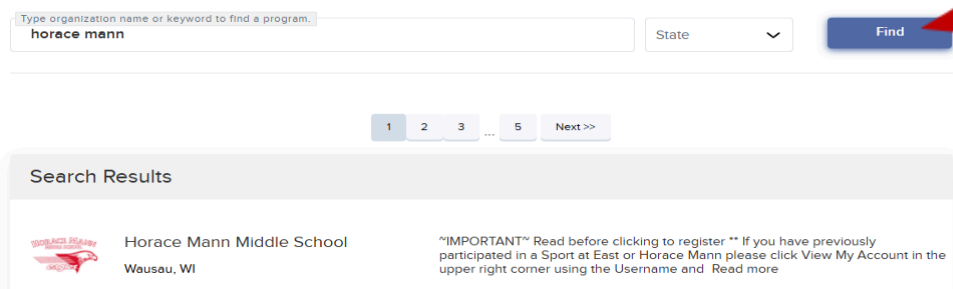 Type organization name or keyword to find a program.
horace mann
State
Find
1 2 3 ... 5 Next >>
Search Results
HORACE MANN
Horace Mann Middle School
Wausau, WI
~IMPORTANT~ Read before clicking to register ** If you have previously
participated in a Sport at East or Horace Mann please click View My Account in the
upper right corner using the Username and Read more